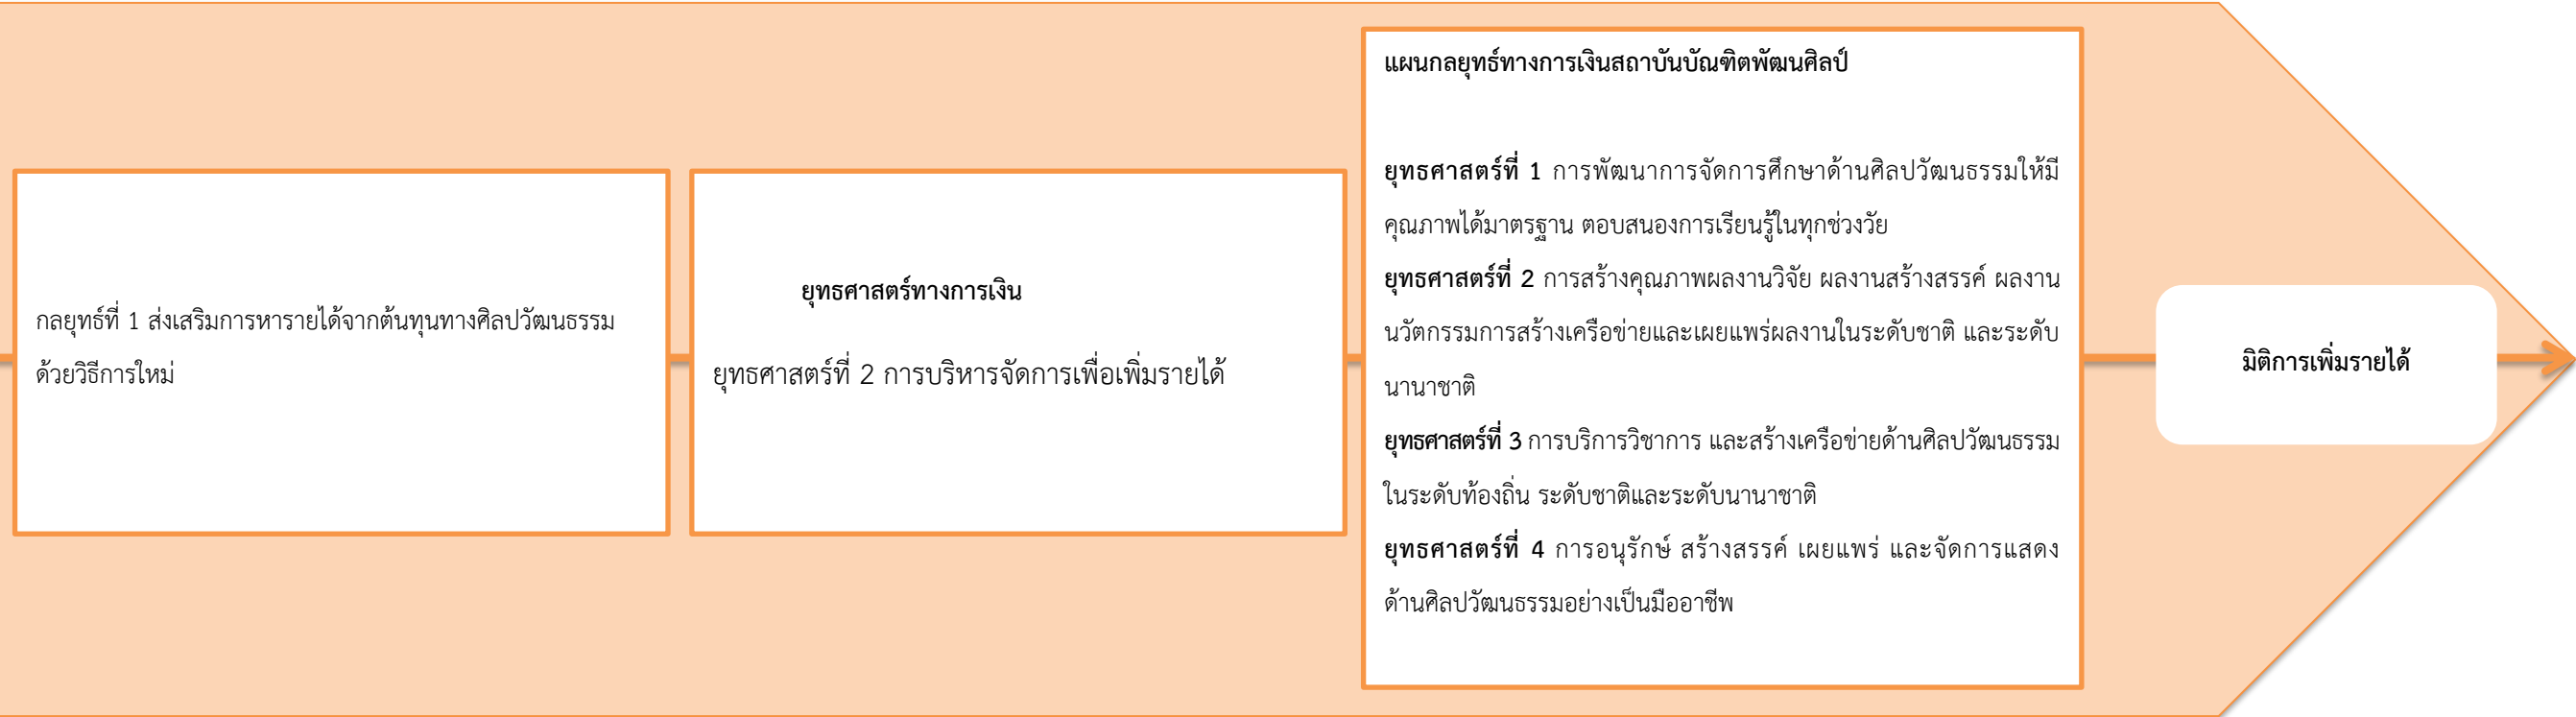 กลยุทธ์ที่ 1 ส่งเสริมการหารายได้จากต้นทุนทางศิลปวัฒนธรรม
ด้วยวิธีการใหม่
ยุทธศาสตร์ทางการเงิน
ยุทธศาสตร์ที่ 2 การบริหารจัดการเพื่อเพิ่มรายได้
แผนกลยุทธ์ทางการเงินสถาบันบัณฑิตพัฒนศิลป์
ยุทธศาสตร์ที่ 1 การพัฒนาการจัดการศึกษาด้านศิลปวัฒนธรรมให้มี
คุณภาพได้มาตรฐาน ตอบสนองการเรียนรู้ในทุกช่วงวัย
ยุทธศาสตร์ที่ 2 การสร้างคุณภาพผลงานวิจัย ผลงานสร้างสรรค์ ผลงาน
นวัตกรรมการสร้างเครือข่ายและเผยแพร่ผลงานในระดับชาติ และระดับ
นานาชาติ
ยุทธศาสตร์ที่ 3 การบริการวิชาการ และสร้างเครือข่ายด้านศิลปวัฒนธรรม
ในระดับท้องถิ่น ระดับชาติและระดับนานาชาติ
ยุทธศาสตร์ที่ 4 การอนุรักษ์ สร้างสรรค์ เผยแพร่ และจัดการแสดง
ด้านศิลปวัฒนธรรมอย่างเป็นมืออาชีพ
มิติการเพิ่มรายได้